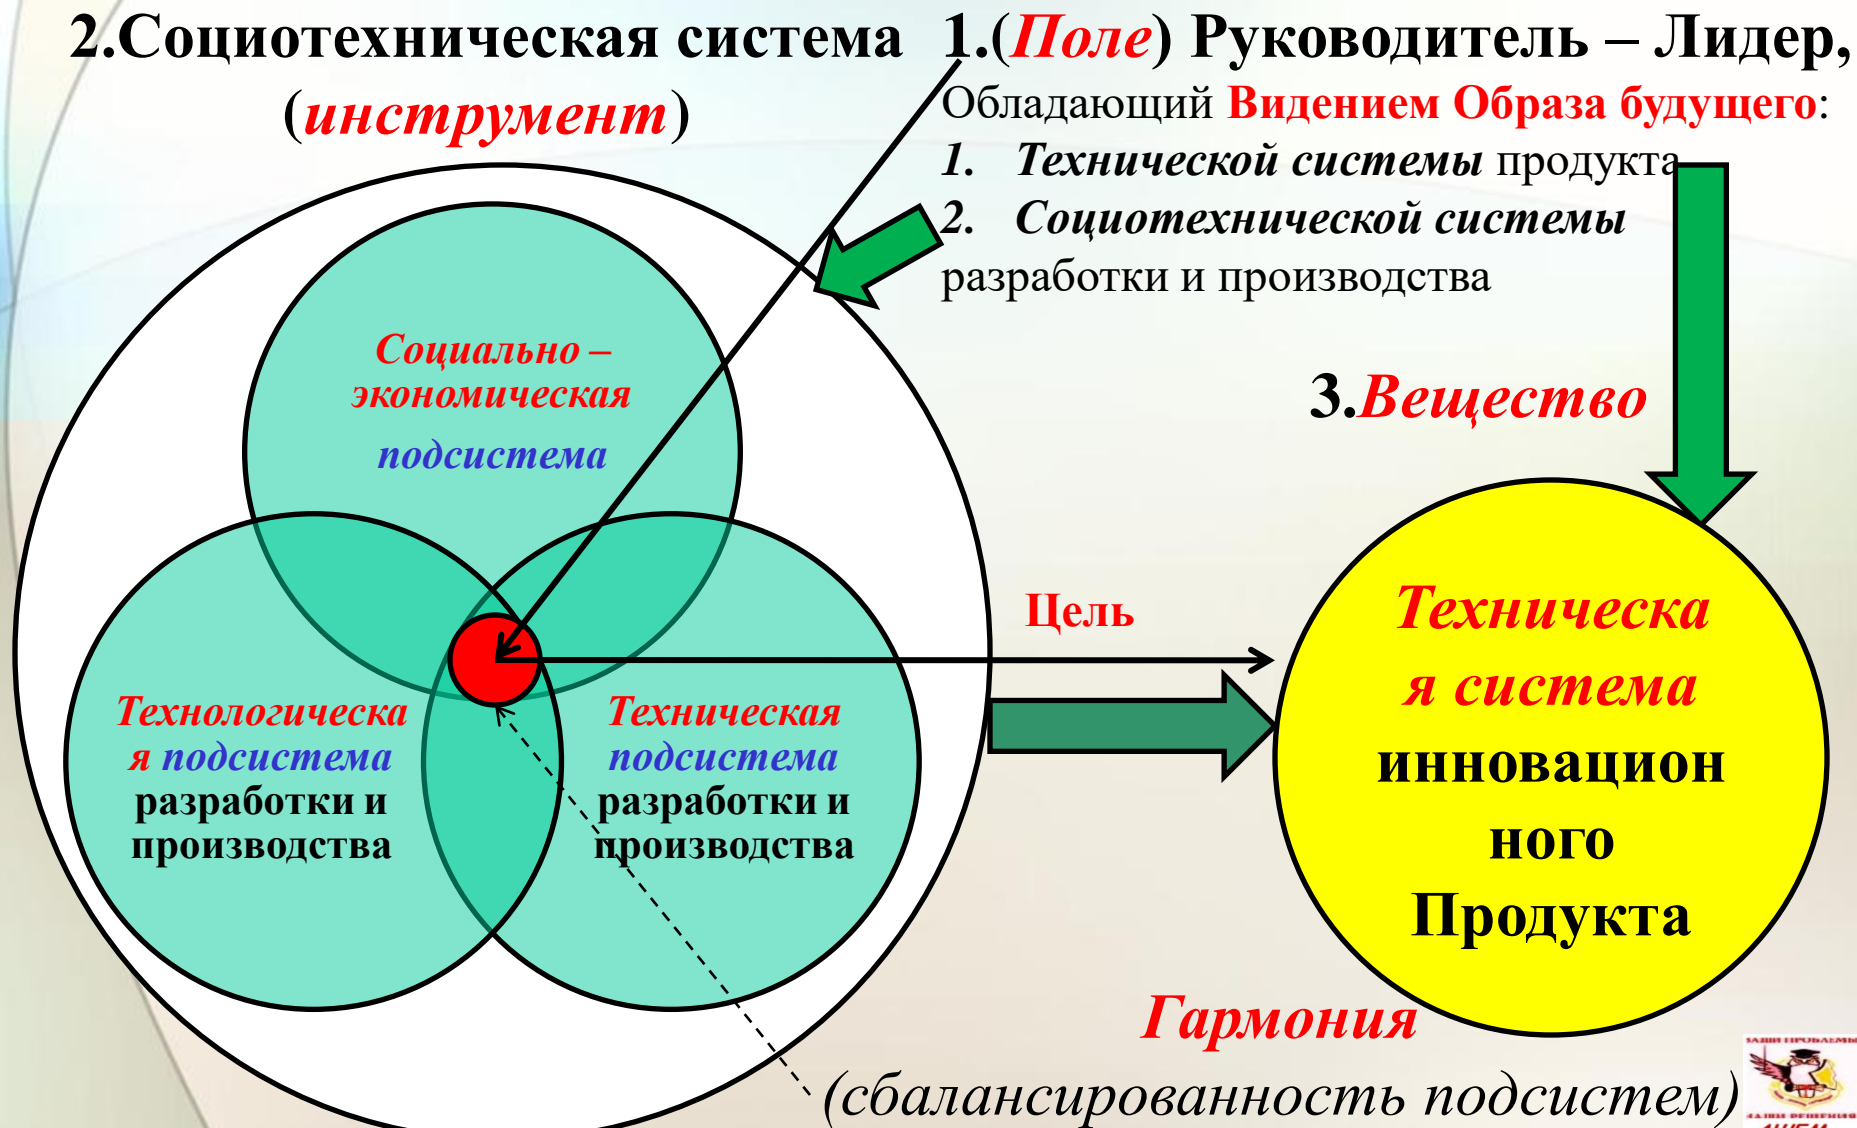 2.Социотехническая система
(инструмент)
1.(Поле) Руководитель – Лидер,
Обладающий Видением Образа будущего:
1. Технической системы продукта
2. Социотехнической системы
разработки и производства
Социально –
экономическая
подсистема
3.Вещество
Цель
Технологическа
я подсистема
разработки и
производства
Техническая
подсистема
разработки и
производства
Техническа
я система
инновацион
ного
Продукта
Гармония
(сбалансированность подсистем)
ВАШИ ПРОБЛЕМЫ